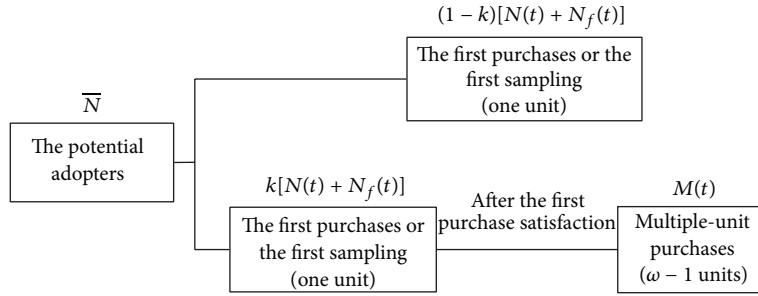 (1 − k)[N(t) + N_f(t)]
The first purchases or the
first sampling
(one unit)
N̅
The potential
adopters
k[N(t) + N_f(t)]
The first purchases or
the first sampling
(one unit)
After the first
purchase satisfaction
M(t)
Multiple-unit
purchases
(ω − 1 units)